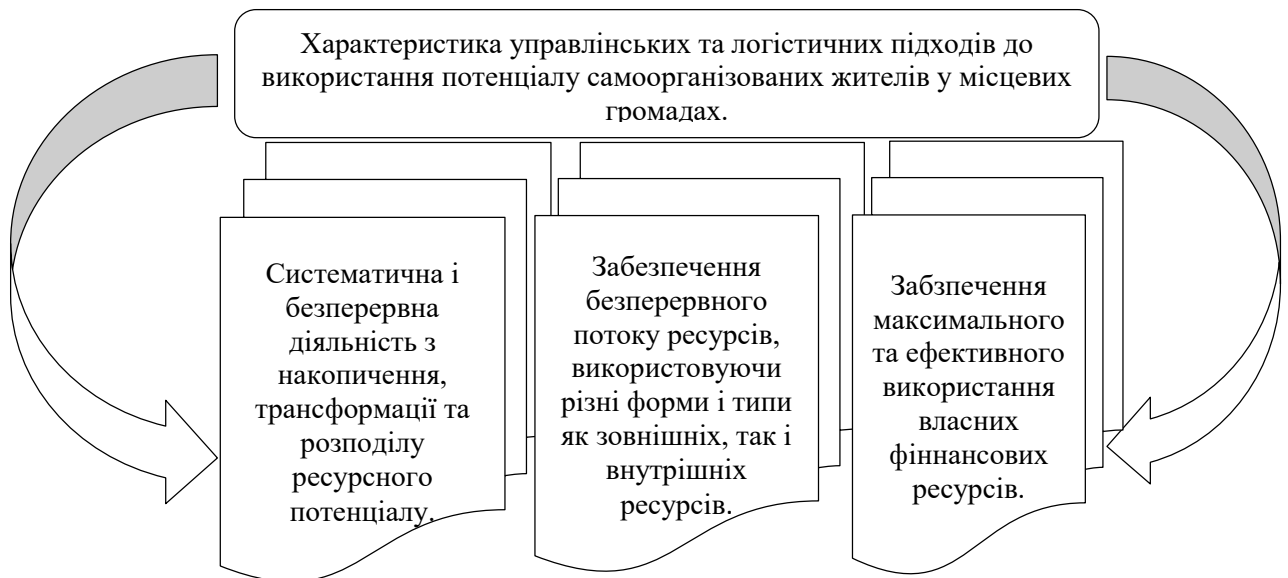 Характеристика управлінських та логістичних підходів до
використання потенціалу самоорганізованих жителів у місцевих
громадах.
Систематична і
безперервна
діяльність з
накопичення,
трансформації та
розподілу
ресурсного
потенціалу.
Забезпечення
безперервного
потоку ресурсів,
використовуючи
різні форми і типи
як зовнішніх, так і
внутрішніх
ресурсів.
Забзпечення
максимального
та ефективного
використання
власних
фіннансових
ресурсів.